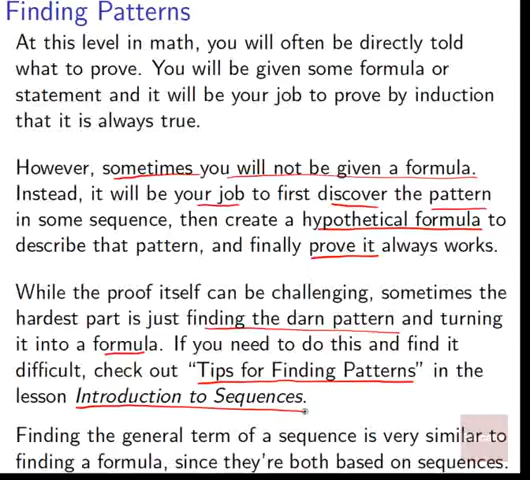 Finding Patterns
At this level in math, you will often be directly told
what to prove. You will be given some formula or
statement and it will be your job to prove by induction
that it is always true.
However, sometimes you will not be given a formula.
Instead, it will be your job to first discover the pattern
in some sequence, then create a hypothetical formula to
describe that pattern, and finally prove it always works.
While the proof itself can be challenging, sometimes the
hardest part is just finding the darn pattern and turning
it into a formula. If you need to do this and find it
difficult, check out “Tips for Finding Patterns” in the
lesson Introduction to Sequences.
Finding the general term of a sequence is very similar to
finding a formula, since they're both based on sequences.